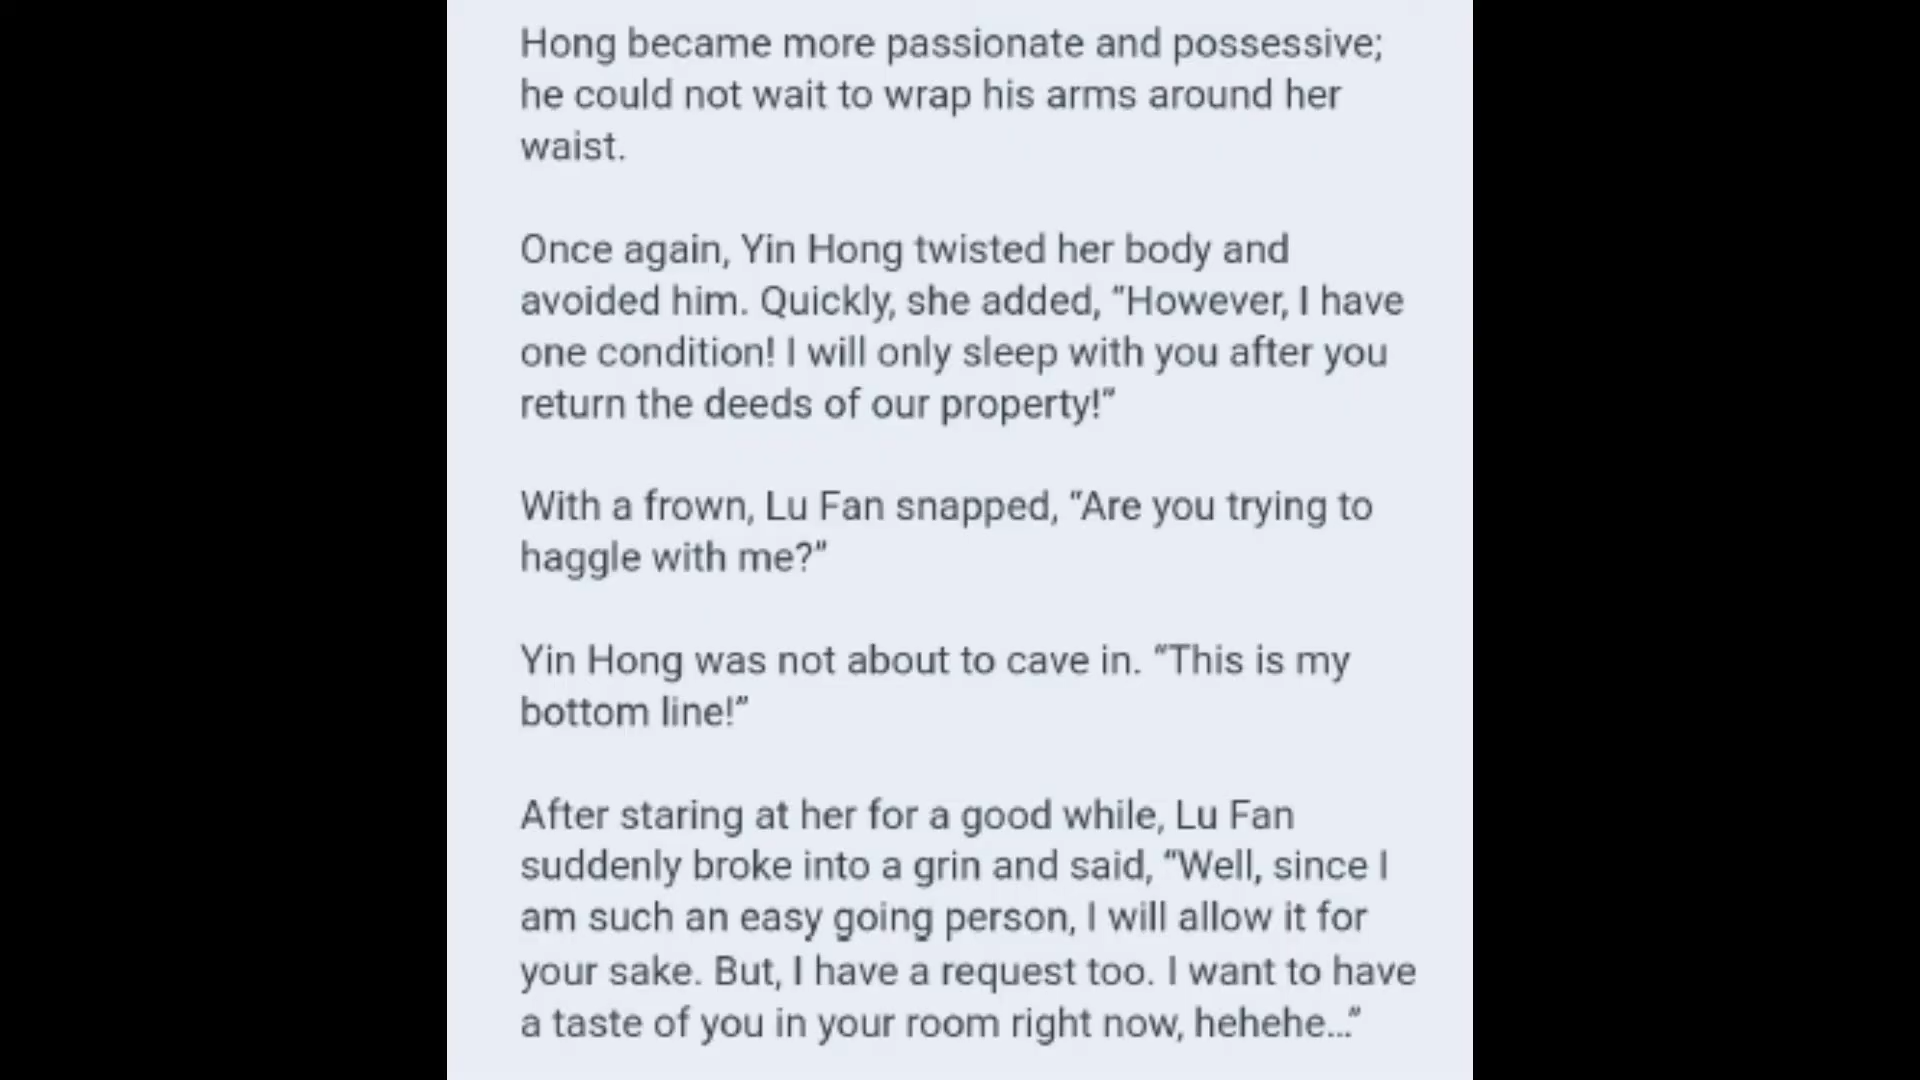 Hong became more passionate and possessive;
he could not wait to wrap his arms around her
waist.
Once again, Yin Hong twisted her body and
avoided him. Quickly, she added, “However, I have
one condition! I will only sleep with you after you
return the deeds of our property!”
With a frown, Lu Fan snapped, “Are you trying to
haggle with me?”
Yin Hong was not about to cave in. “This is my
bottom line!”
After staring at her for a good while, Lu Fan
suddenly broke into a grin and said, “Well, since I
am such an easy going person, I will allow it for
your sake. But, I have a request too. I want to have
a taste of you in your room right now, hehehe…”